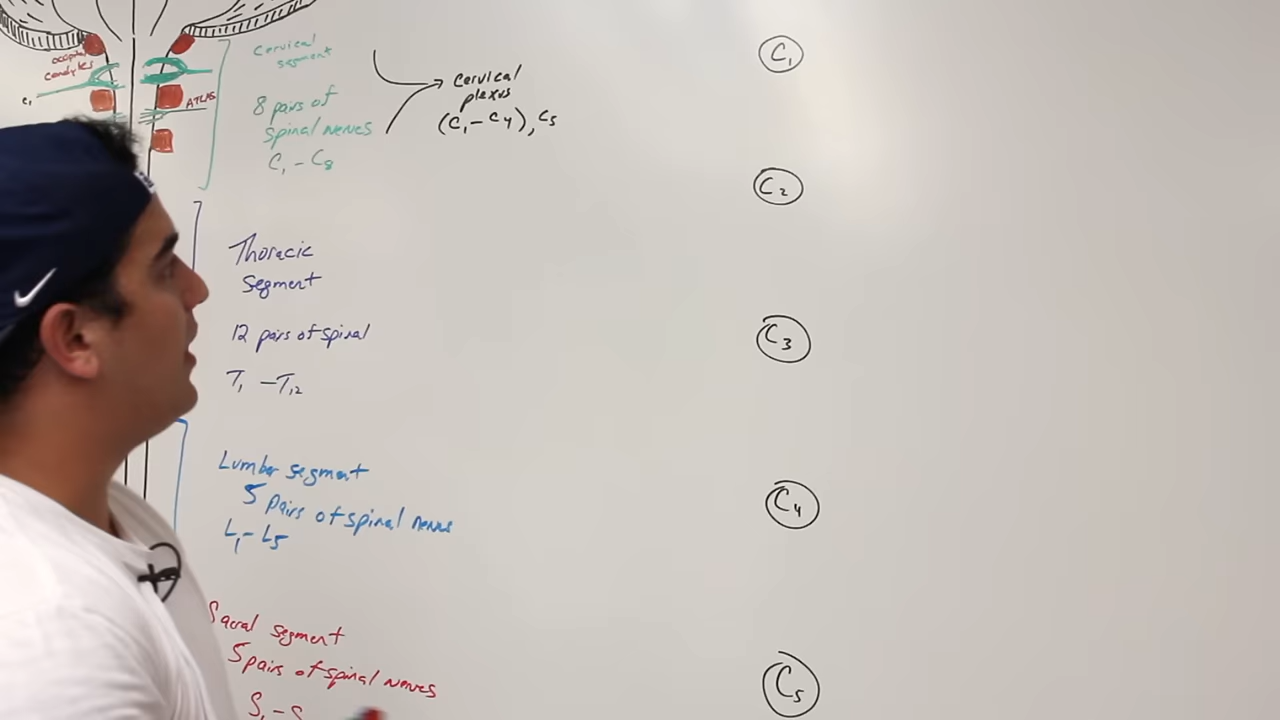 occipital
condyles
C₁
ATLAS
Cervical
segment
8 pairs of
spinal nerves
C₁ – C₈
cervical
plexus
(C₁ – C₄), C₅
Thoracic
segment
12 pairs of spinal
T₁ – T₁₂
Lumbar segment
5 pairs of spinal nerves
L₁ – L₅
Sacral segment
5 pairs of spinal nerves
S₁ – S
C₁
C₂
C₃
C₄
C₅